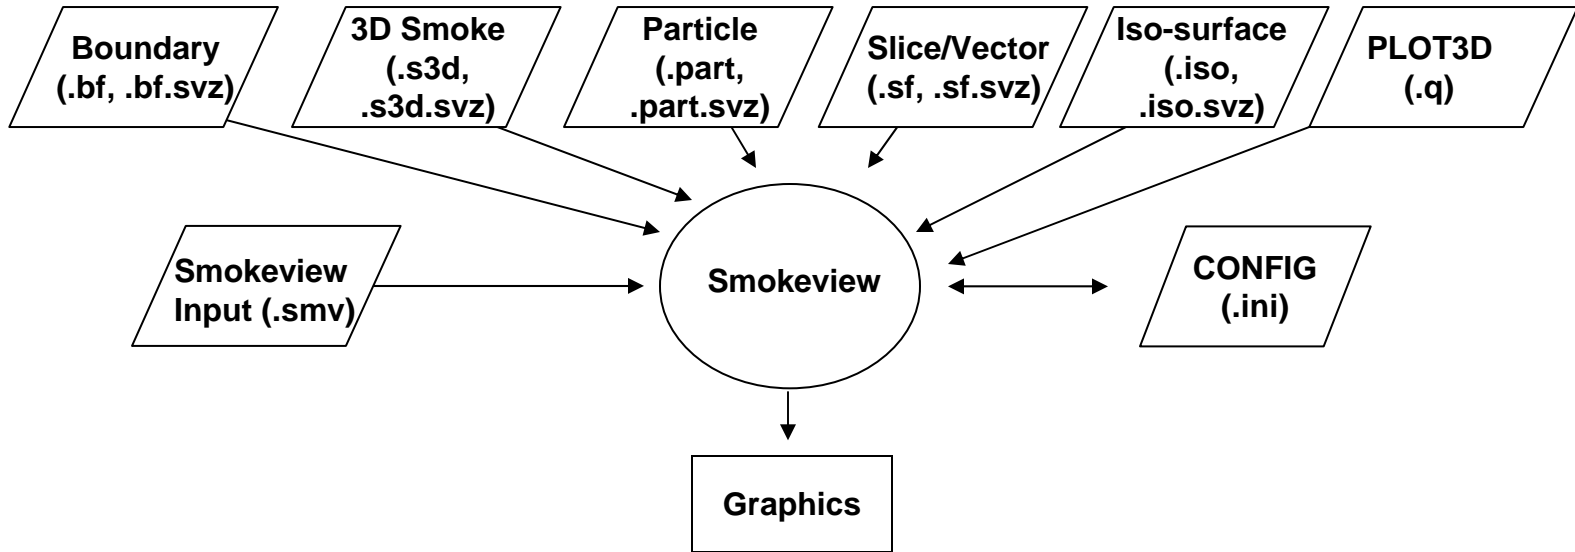 Boundary
(.bf, .bf.svz)
3D Smoke
(.s3d,
.s3d.svz)
Particle
(.part,
.part.svz)
Slice/Vector
(.sf, .sf.svz)
Iso-surface
(.iso,
.iso.svz)
PLOT3D
(.q)
Smokeview
Input (.smv)
Smokeview
CONFIG
(.ini)
Graphics